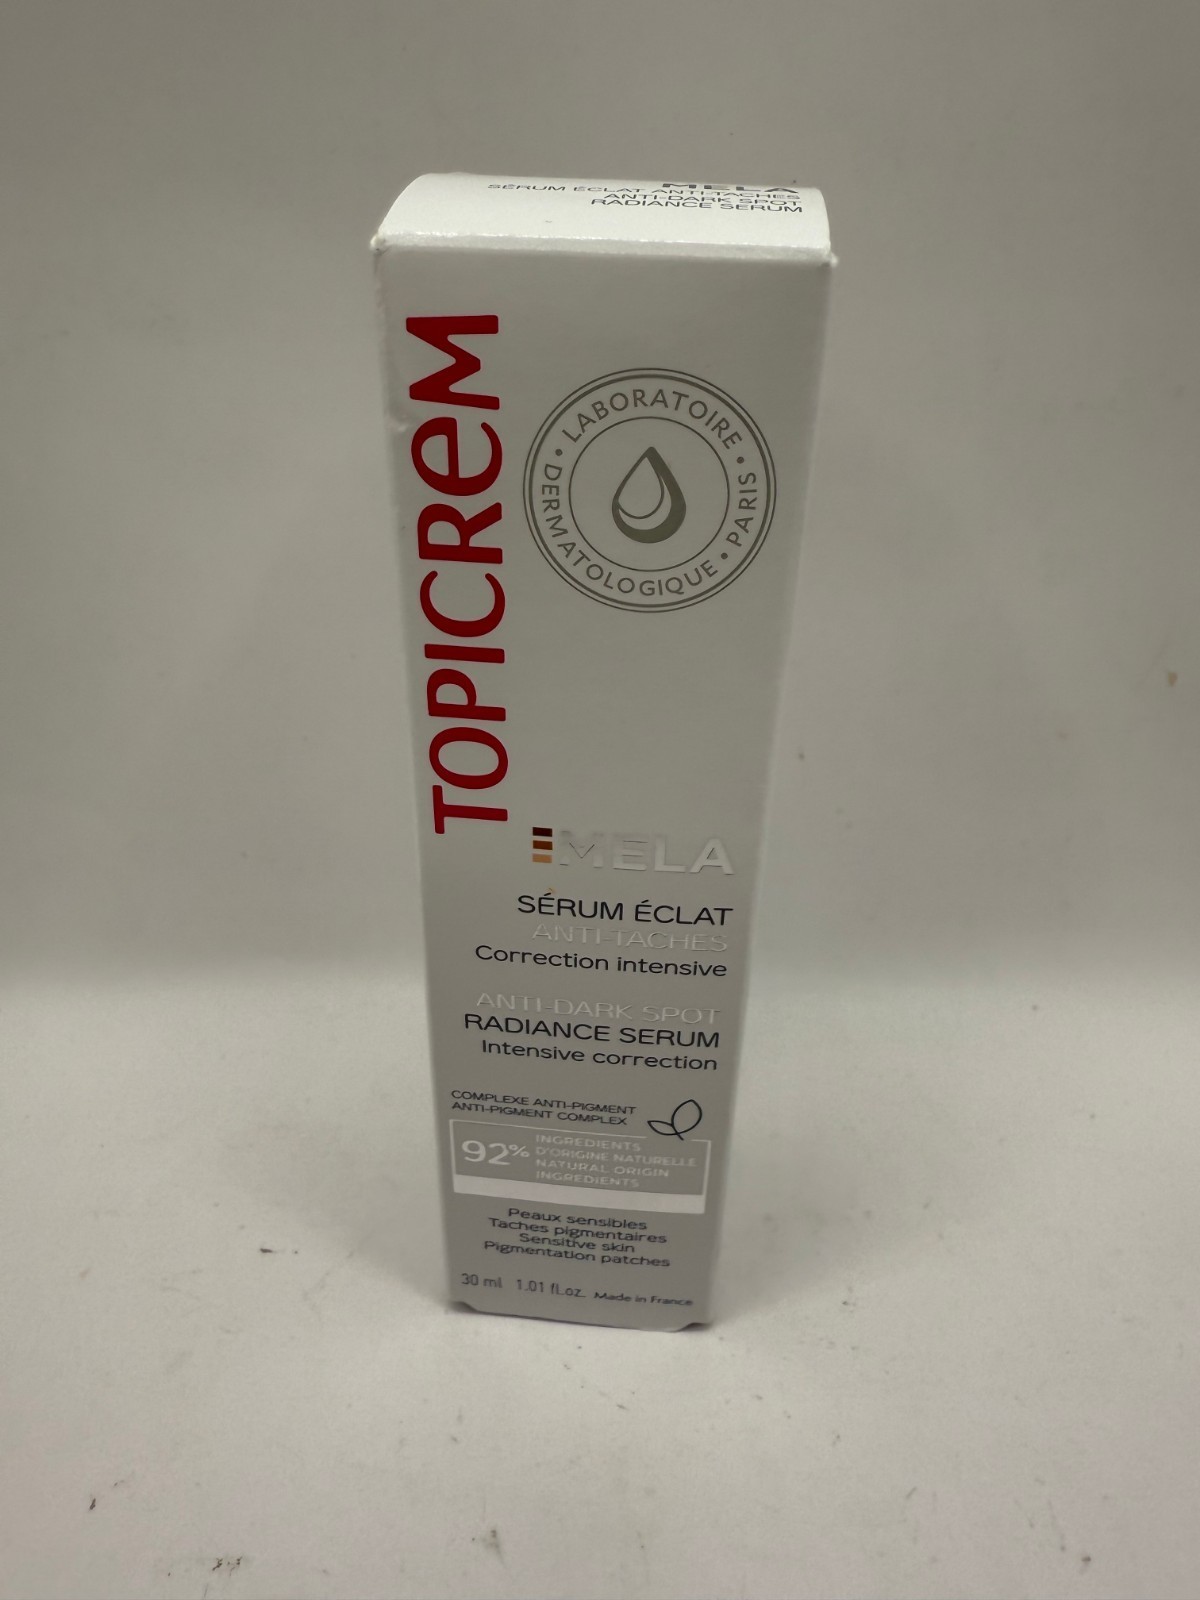 MELA
SÉRUM ÉCLAT ANTI-TACHES
ANTI-DARK SPOT
RADIANCE SERUM
TOPICREM
• LABORATOIRE • DERMATOLOGIQUE • PARIS
MELA
SÉRUM ÉCLAT
ANTI-TACHES
Correction intensive
ANTI-DARK SPOT
RADIANCE SERUM
Intensive correction
COMPLEXE ANTI-PIGMENT
ANTI-PIGMENT COMPLEX
92%
INGREDIENTS
D'ORIGINE NATURELLE
NATURAL ORIGIN
INGREDIENTS
Peaux sensibles
Taches pigmentaires
Sensitive skin
Pigmentation patches
30 ml 1.01 fl.oz. Made in France